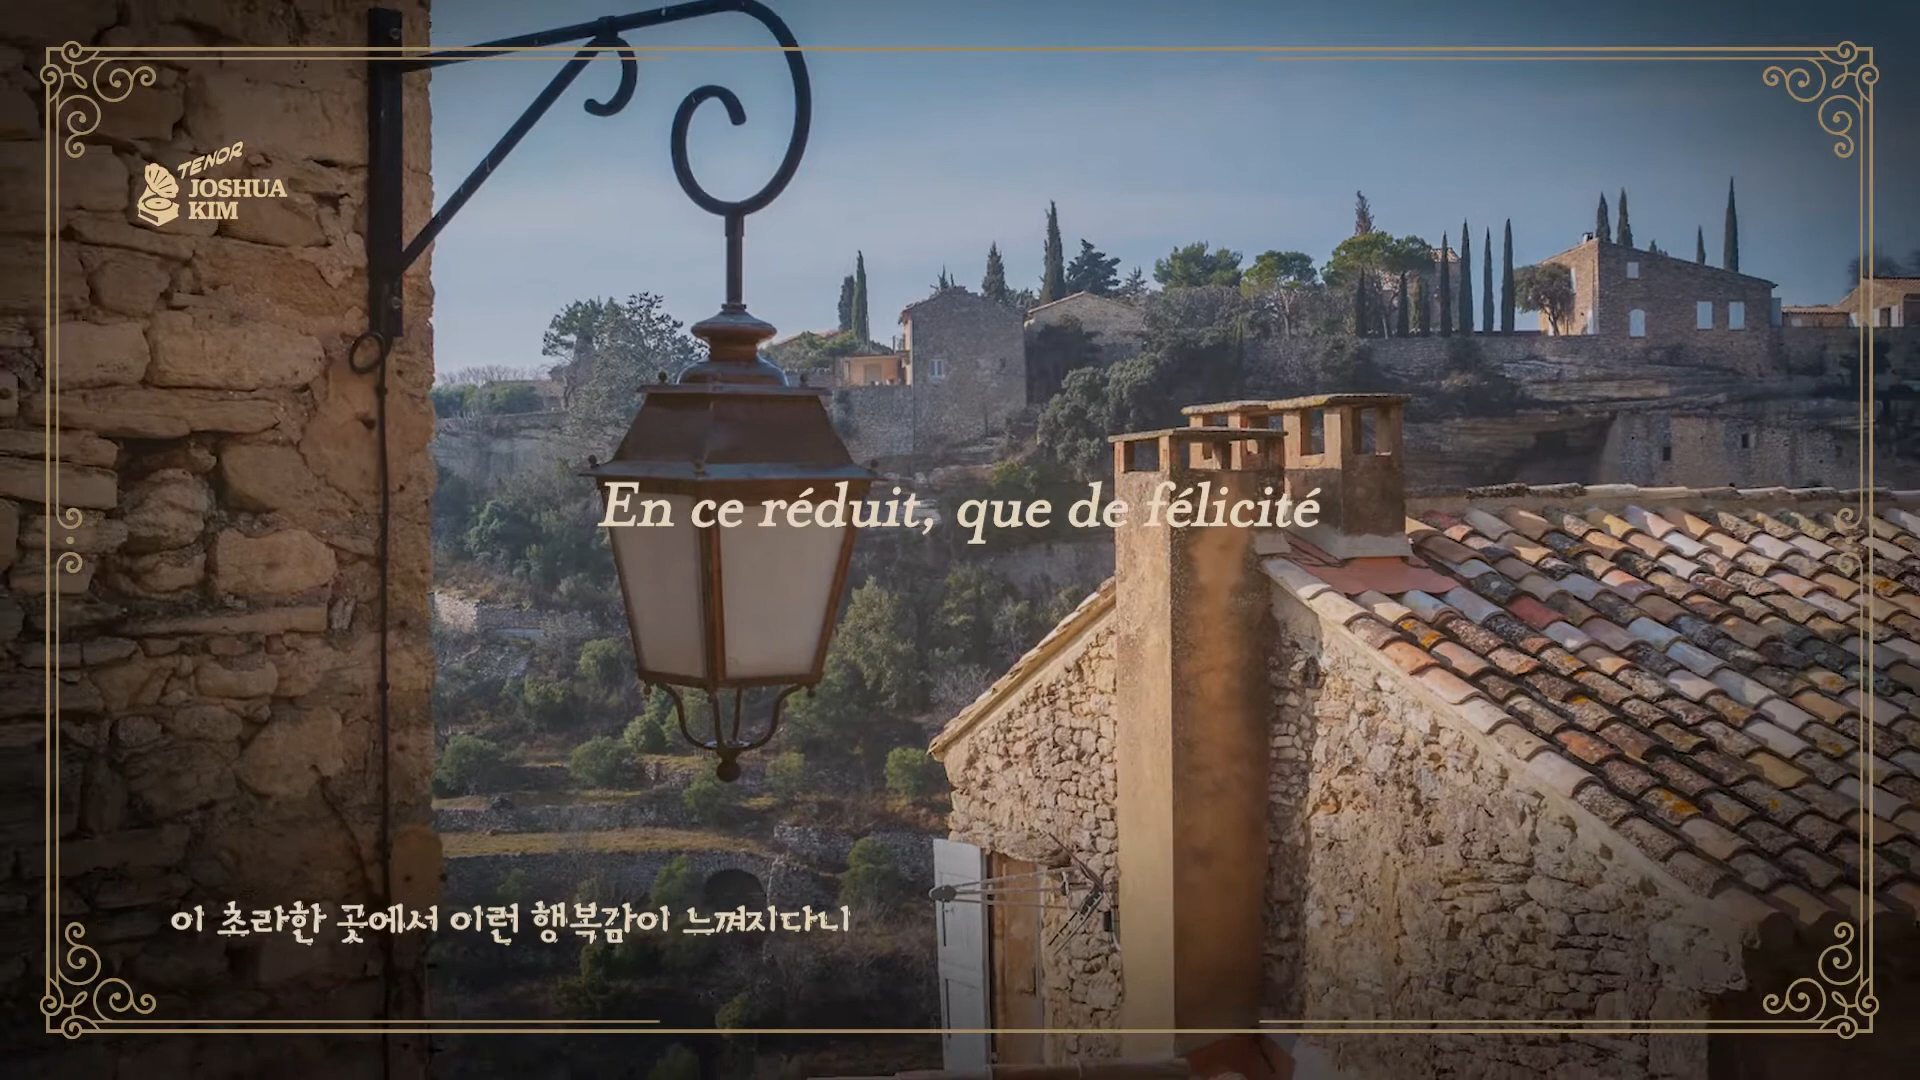 TENOR
JOSHUA
KIM
En ce réduit, que de félicité
이 초라한 곳에서 이런 행복감이 느껴지다니